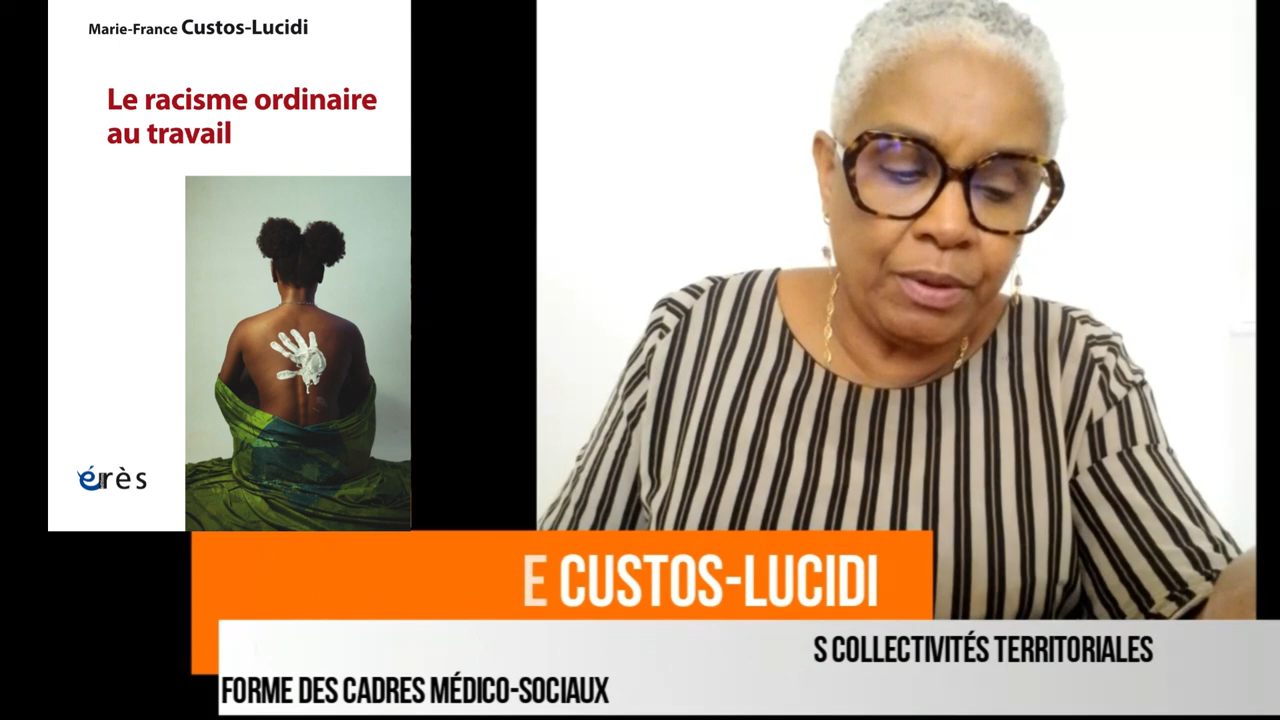 Marie-France Custos-Lucidi
Le racisme ordinaire
au travail
érès
E CUSTOS-LUCIDI
S COLLECTIVITÉS TERRITORIALES
FORME DES CADRES MÉDICO-SOCIAUX